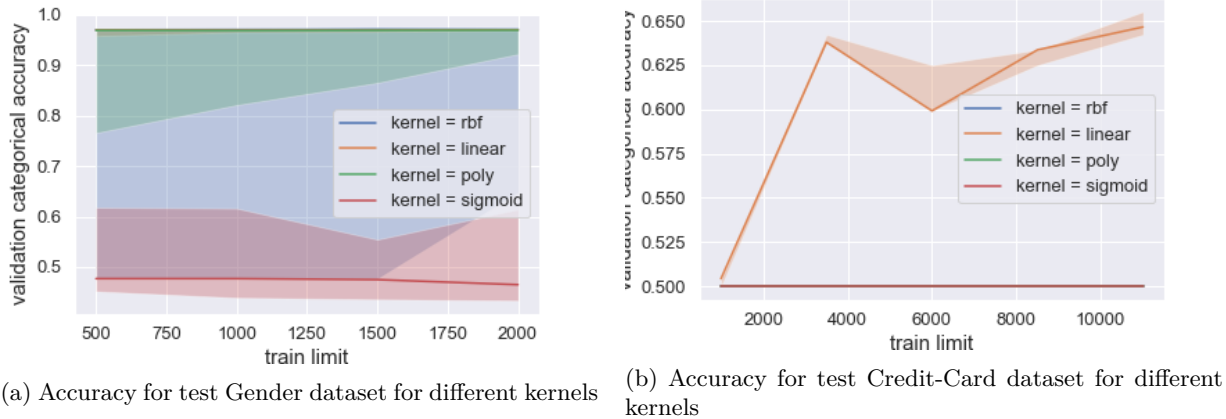 1.0
0.9
0.8
0.7
0.6
0.5
validation categorical accuracy
kernel = rbf
kernel = linear
kernel = poly
kernel = sigmoid
500 750 1000 1250 1500 1750 2000
train limit
(a) Accuracy for test Gender dataset for different kernels
0.650
0.625
0.600
0.575
0.550
0.525
0.500
validation categorical accuracy
kernel = rbf
kernel = linear
kernel = poly
kernel = sigmoid
2000 4000 6000 8000 10000
train limit
(b) Accuracy for test Credit-Card dataset for different
kernels